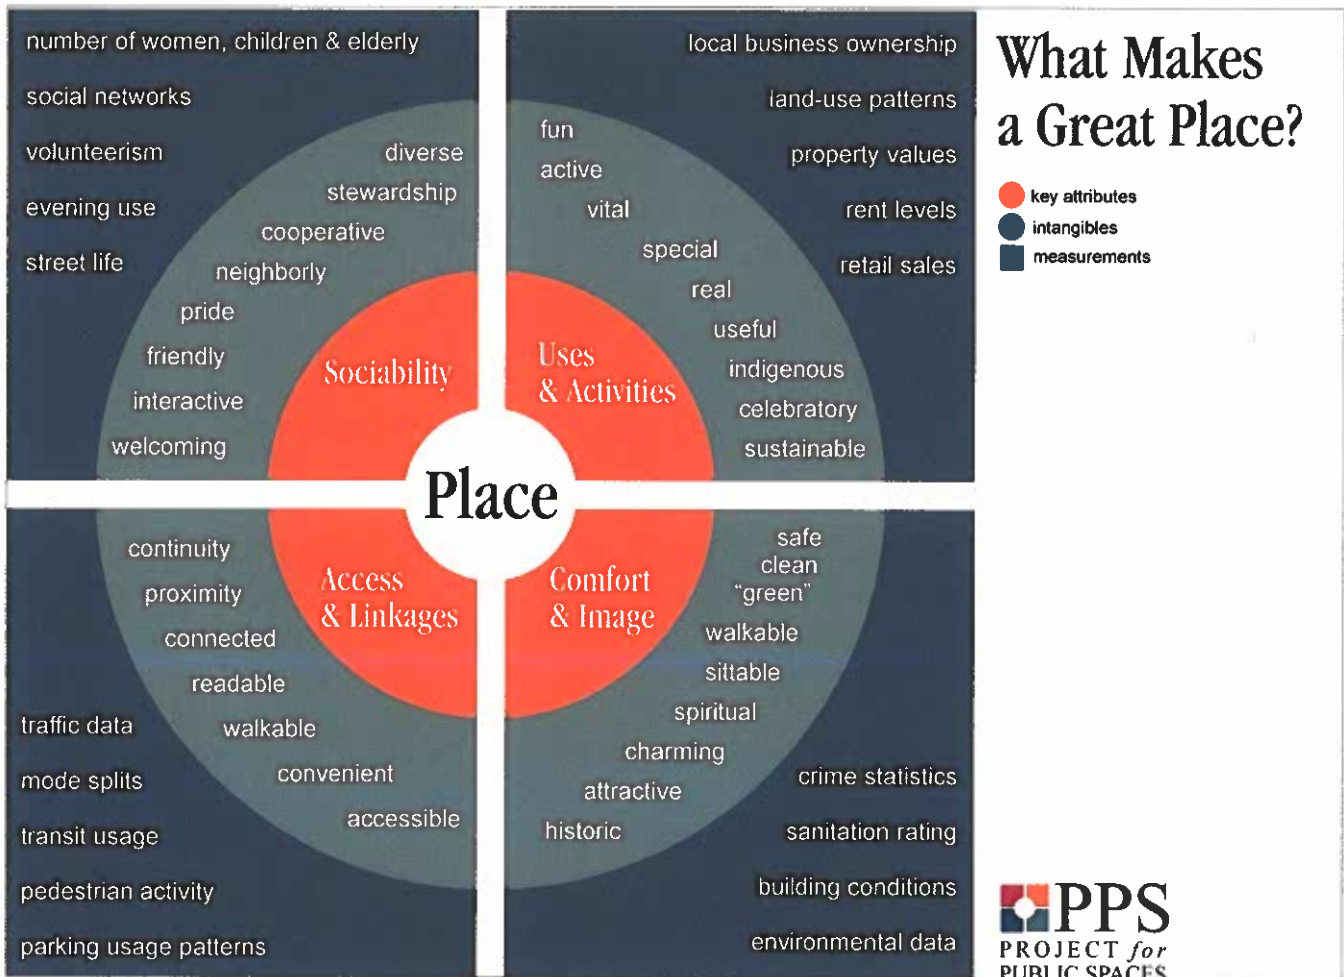 number of women, children & elderly
social networks
volunteerism
evening use
street life
diverse
stewardship
cooperative
neighborly
pride
friendly
interactive
welcoming
Sociability
local business ownership
land-use patterns
property values
rent levels
retail sales
fun
active
vital
special
real
useful
indigenous
celebratory
sustainable
Uses
& Activities
Place
continuity
proximity
connected
readable
walkable
convenient
accessible
Access
& Linkages
traffic data
mode splits
transit usage
pedestrian activity
parking usage patterns
Comfort
& Image
safe
clean
"green"
walkable
sittable
spiritual
charming
attractive
historic
crime statistics
sanitation rating
building conditions
environmental data
What Makes
a Great Place?
key attributes
intangibles
measurements
PPS
PROJECT for
PUBLIC SPACES